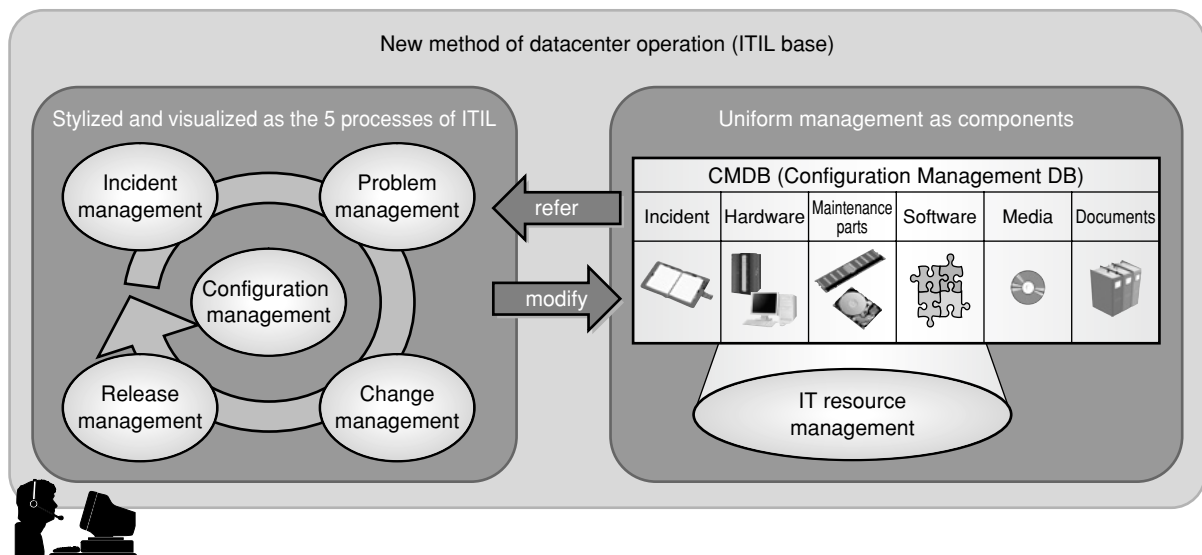 New method of datacenter operation (ITIL base)
Stylized and visualized as the 5 processes of ITIL
Incident
management
Problem
management
Configuration
management
Release
management
Change
management
refer
modify
Uniform management as components
CMDB (Configuration Management DB)
Incident
Hardware
Maintenance
parts
Software
Media
Documents
IT resource
management